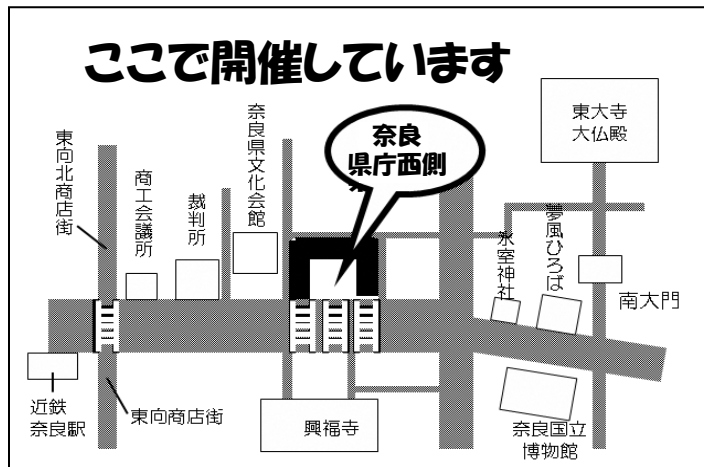 ここで開催しています
奈良
県庁西側
東大寺
大仏殿
東向北商店街
商工会議所
裁判所
奈良県文化会館
氷室神社
夢風ひろば
南大門
近鉄
奈良駅
東向商店街
興福寺
奈良国立
博物館